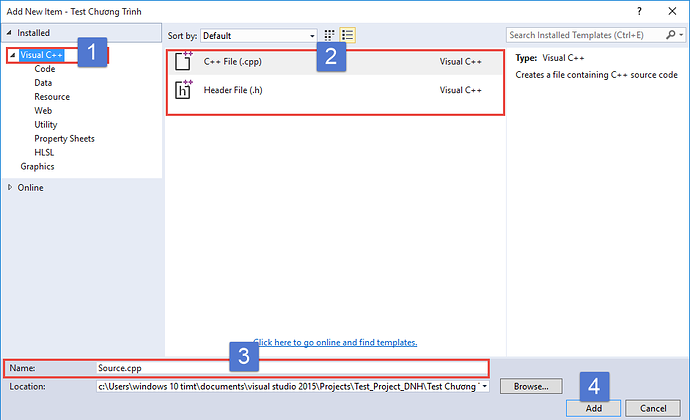 Add New Item - Test Chương Trình
?
Installed
Sort by: Default
Search Installed Templates (Ctrl+E)
1
2
Visual C++
Code
Data
Resource
Web
Utility
Property Sheets
HLSL
Graphics
Online
C++ File (.cpp) Visual C++
Header File (.h) Visual C++
Type: Visual C++
Creates a file containing C++ source code
Click here to go online and find templates.
3
Name: Source.cpp
Location: c:\Users\windows 10 timt\documents\visual studio 2015\Projects\Test_Project_DNH\Test Chương
Browse...
4
Add Cancel